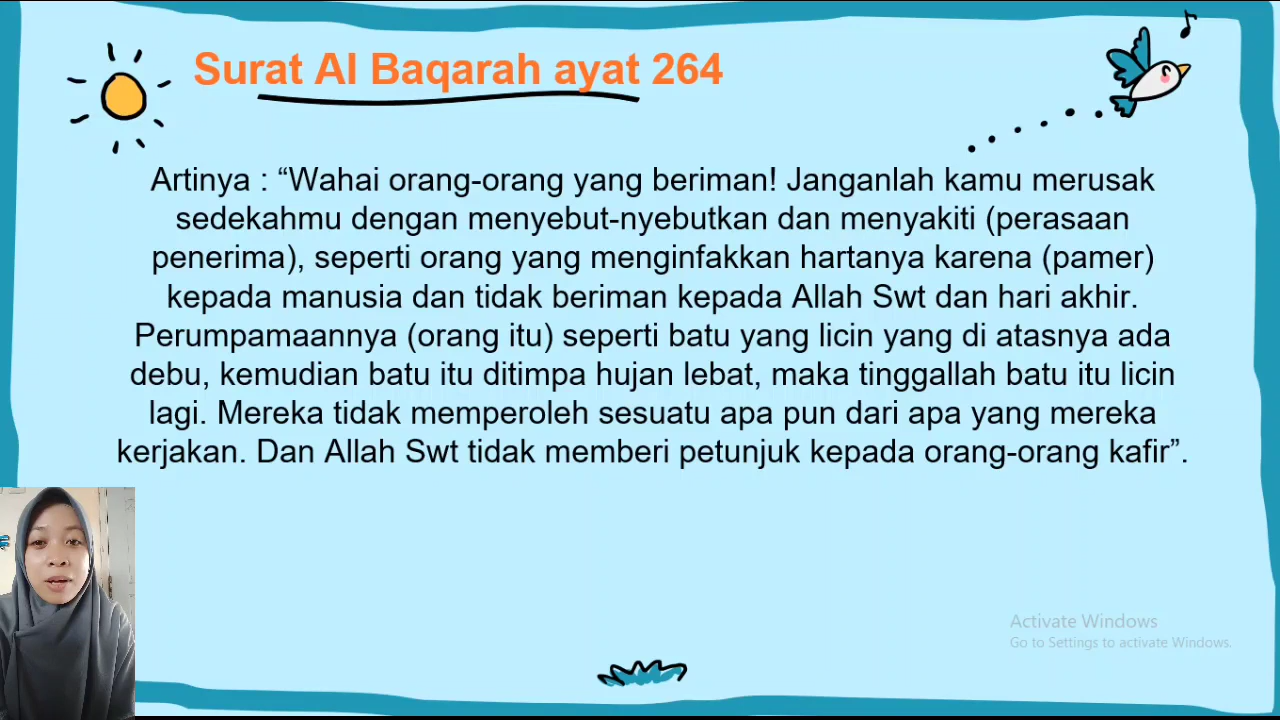 Surat Al Baqarah ayat 264
Artinya : “Wahai orang-orang yang beriman! Janganlah kamu merusak
sedekahmu dengan menyebut-nyebutkan dan menyakiti (perasaan
penerima), seperti orang yang menginfakkan hartanya karena (pamer)
kepada manusia dan tidak beriman kepada Allah Swt dan hari akhir.
Perumpamaannya (orang itu) seperti batu yang licin yang di atasnya ada
debu, kemudian batu itu ditimpa hujan lebat, maka tinggallah batu itu licin
lagi. Mereka tidak memperoleh sesuatu apa pun dari apa yang mereka
kerjakan. Dan Allah Swt tidak memberi petunjuk kepada orang-orang kafir”.
Activate Windows
Go to Settings to activate Windows.